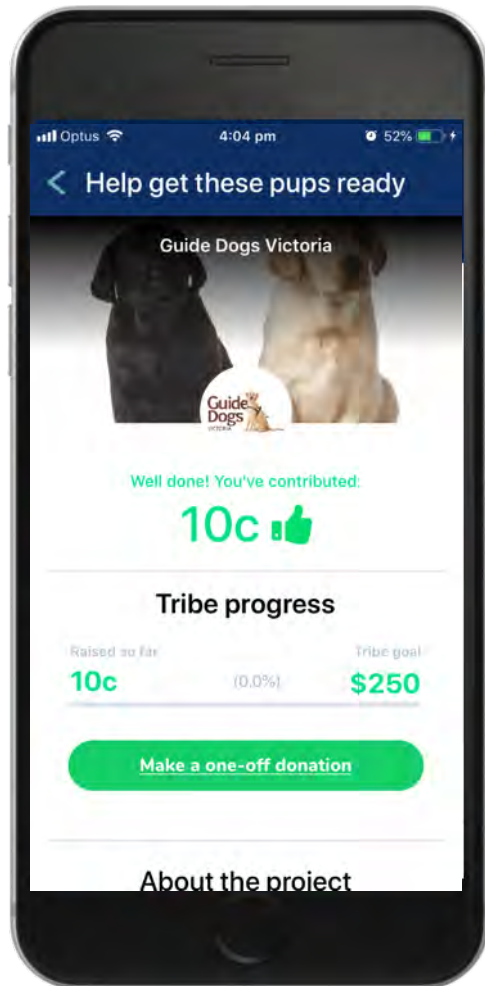 Optus
4:04 pm
52%
Help get these pups ready
Guide Dogs Victoria
Guide
Dogs
VICTORIA
Well done! You've contributed:
10c
Tribe progress
Raised so far
Tribe goal
10c
(0.0%)
$250
Make a one-off donation
About the project